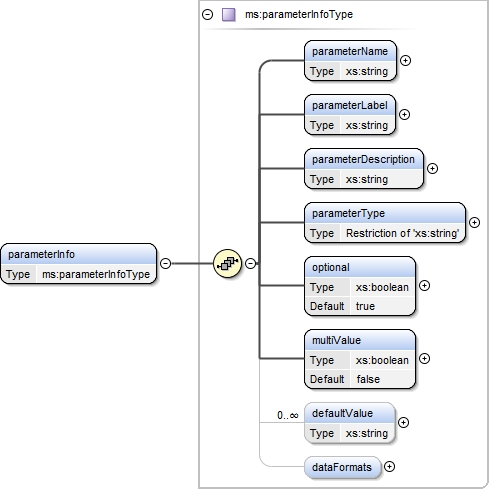 ms:parameterInfoType
parameterName
Type xs:string
parameterLabel
Type xs:string
parameterDescription
Type xs:string
parameterType
Type Restriction of 'xs:string'
parameterInfo
Type ms:parameterInfoType
optional
Type xs:boolean
Default true
multiValue
Type xs:boolean
Default false
0..∞
defaultValue
Type xs:string
dataFormats